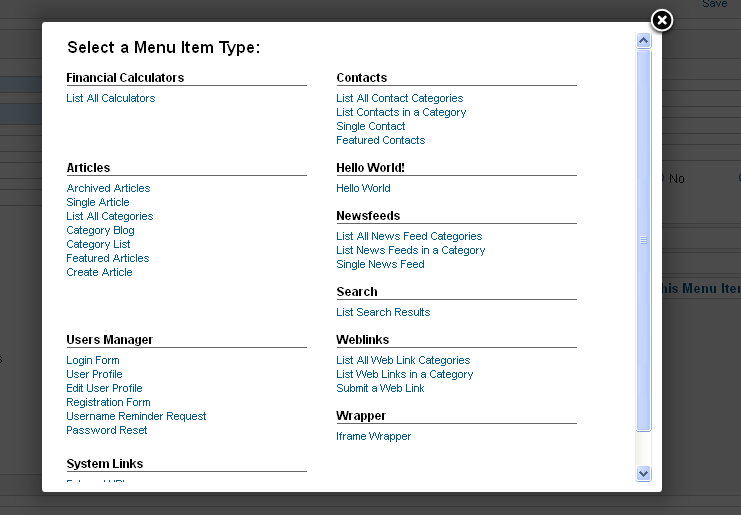 Save
Select a Menu Item Type:
Financial Calculators
List All Calculators
Contacts
List All Contact Categories
List Contacts in a Category
Single Contact
Featured Contacts
Articles
Archived Articles
Single Article
List All Categories
Category Blog
Category List
Featured Articles
Create Article
Hello World!
Hello World
Newsfeeds
List All News Feed Categories
List News Feeds in a Category
Single News Feed
Search
List Search Results
Users Manager
Login Form
User Profile
Edit User Profile
Registration Form
Username Reminder Request
Password Reset
Weblinks
List All Web Link Categories
List Web Links in a Category
Submit a Web Link
Wrapper
Iframe Wrapper
System Links
No
his Menu Iter